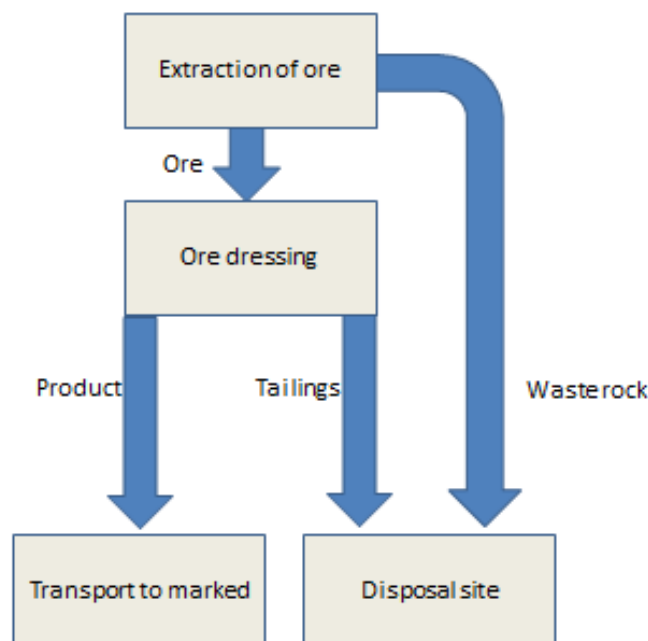 Extraction of ore
Ore
Ore dressing
Product
Tailings
Wasterock
Transport to marked
Disposal site